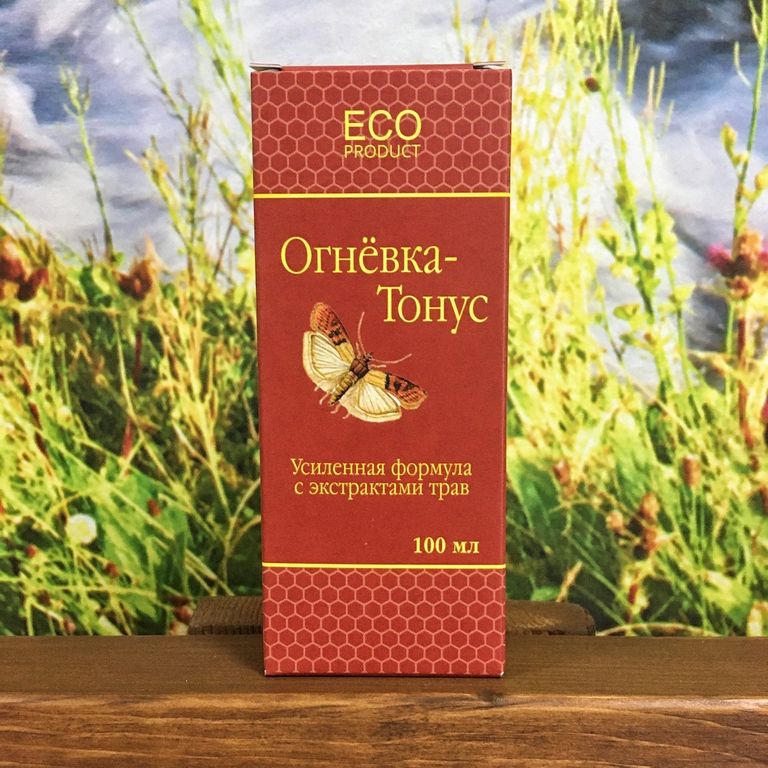 ECO
PRODUCT
Огнёвка-
Тонус
Усиленная формула
с экстрактами трав
100 мл